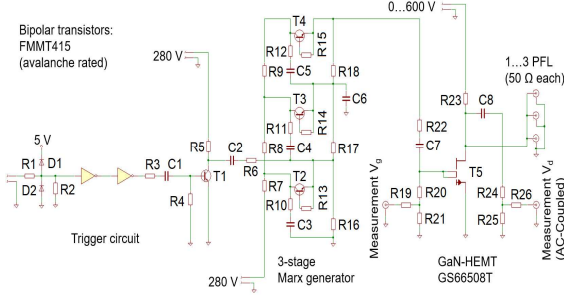 Bipolar transistors:
FMMT415
(avalanche rated)
280 V
0...600 V
T4
R12
R15
R9
C5
R18
C6
1...3 PFL
(50 Ω each)
R23
C8
T3
R11
R14
R8
C4
R17
R22
C7
5 V
R1
D1
D2
R2
R3
C1
R4
R5
T1
C2
R6
R7
T2
R10
R13
C3
R16
T5
R19
R20
R21
R24
R25
R26
Measurement Vg
Measurement Vd
(AC-Coupled)
Trigger circuit
280 V
3-stage
Marx generator
GaN-HEMT
GS66508T